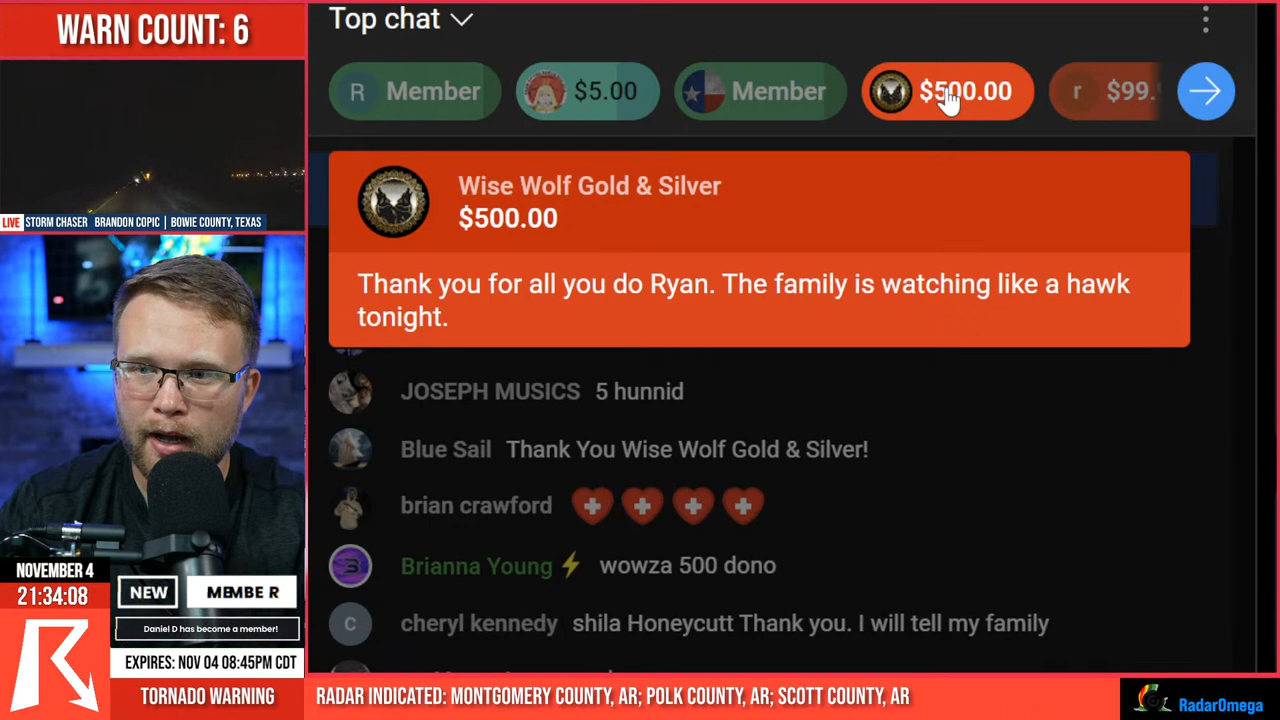 WARN COUNT: 6
Top chat
R Member
$5.00
Member
$500.00
r $99.
Wise Wolf Gold & Silver
$500.00
Thank you for all you do Ryan. The family is watching like a hawk
tonight.
LIVE STORM CHASER BRANDON COPIC | BOWIE COUNTY, TEXAS
JOSEPH MUSICS 5 hunnid
Blue Sail Thank You Wise Wolf Gold & Silver!
brian crawford
Brianna Young wowza 500 dono
C cheryl kennedy shila Honeycutt Thank you. I will tell my family
NOVEMBER 4
21:34:08
NEW MEMBER
Daniel D has become a member!
EXPIRES: NOV 04 08:45PM CDT
TORNADO WARNING
RADAR INDICATED: MONTGOMERY COUNTY, AR; POLK COUNTY, AR; SCOTT COUNTY, AR
RadarOmega